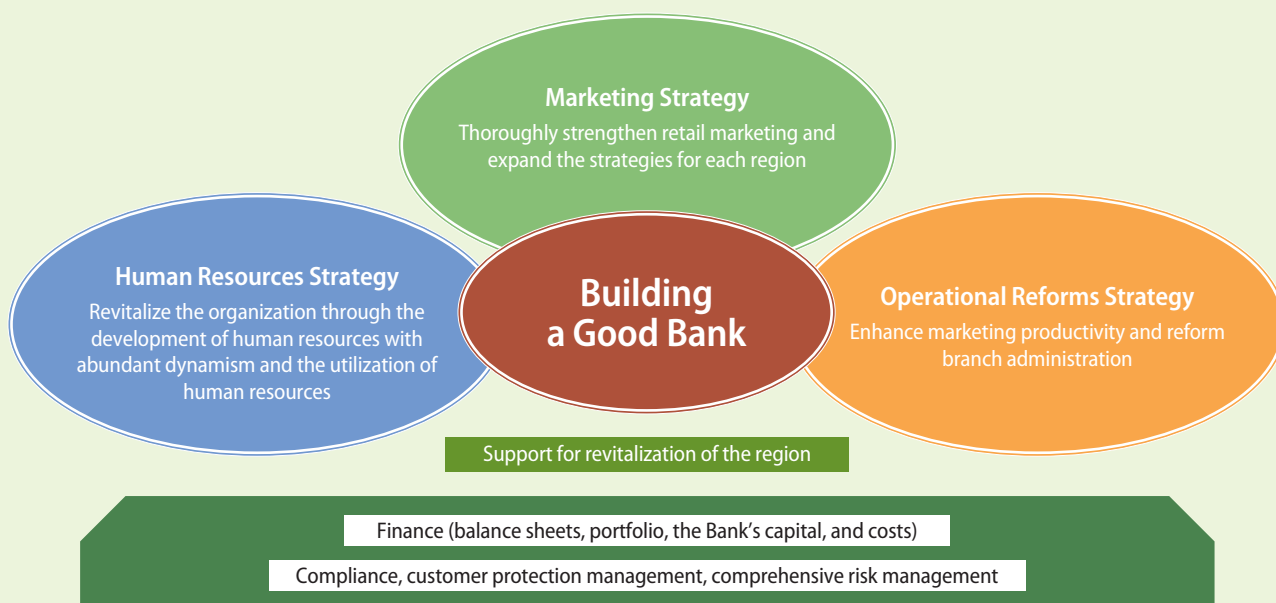 Marketing Strategy
Thoroughly strengthen retail marketing and
expand the strategies for each region
Human Resources Strategy
Revitalize the organization through the
development of human resources with
abundant dynamism and the utilization of
human resources
Building
a Good Bank
Operational Reforms Strategy
Enhance marketing productivity and reform
branch administration
Support for revitalization of the region
Finance (balance sheets, portfolio, the Bank’s capital, and costs)
Compliance, customer protection management, comprehensive risk management